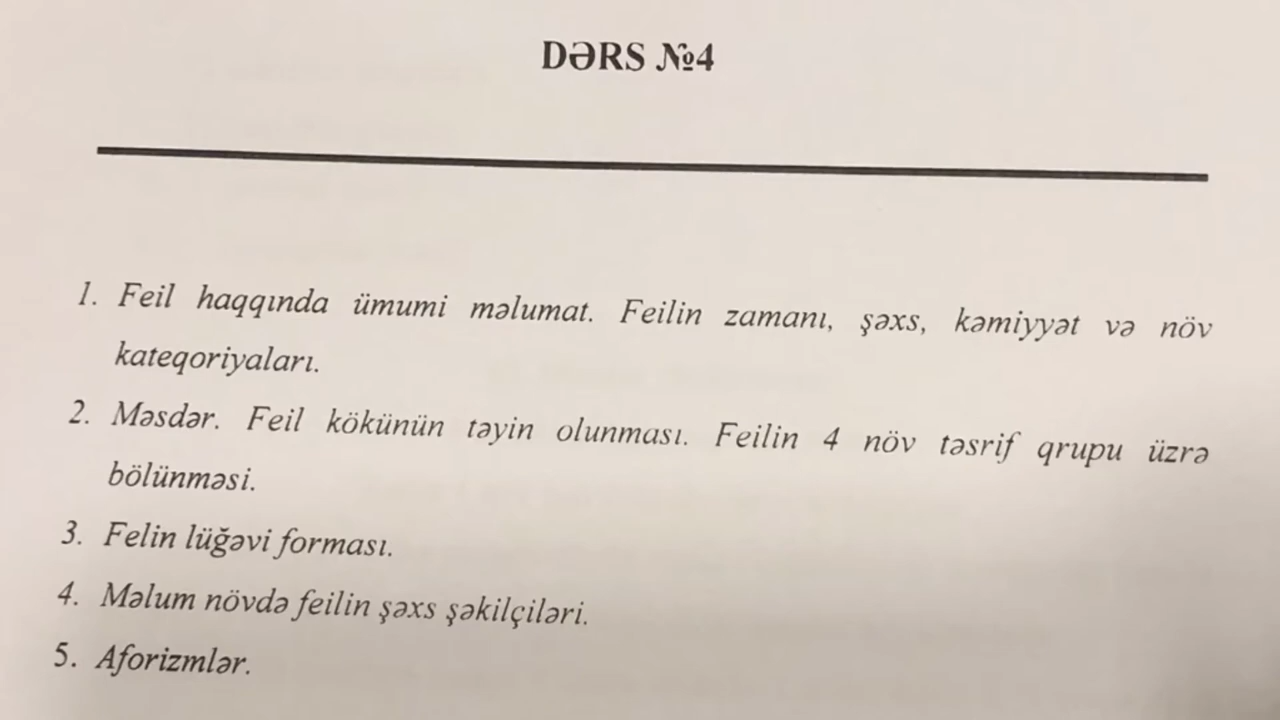 DƏRS №4
1. Feil haqqında ümumi məlumat. Feilin zamanı, şəxs, kəmiyyət və növ
kateqoriyaları.
2. Məsdər. Feil kökünün təyin olunması. Feilin 4 növ təsrif qrupu üzrə
bölünməsi.
3. Felin lüğəvi forması.
4. Məlum növdə feilin şəxs şəkilçiləri.
5. Aforizmlər.